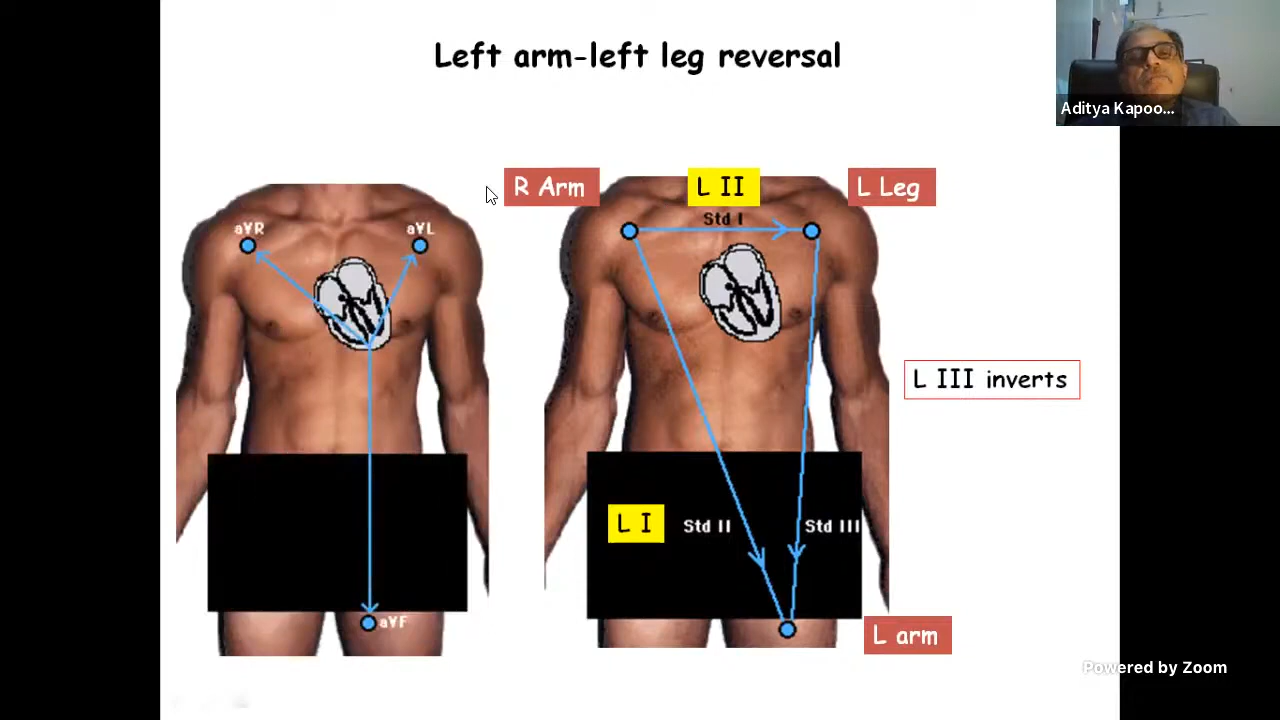 Left arm-left leg reversal
Aditya Kapoo...
R Arm
L II
L Leg
Std I
aVR
aVL
L III inverts
L I
Std II
Std III
aVF
L arm
Powered by Zoom